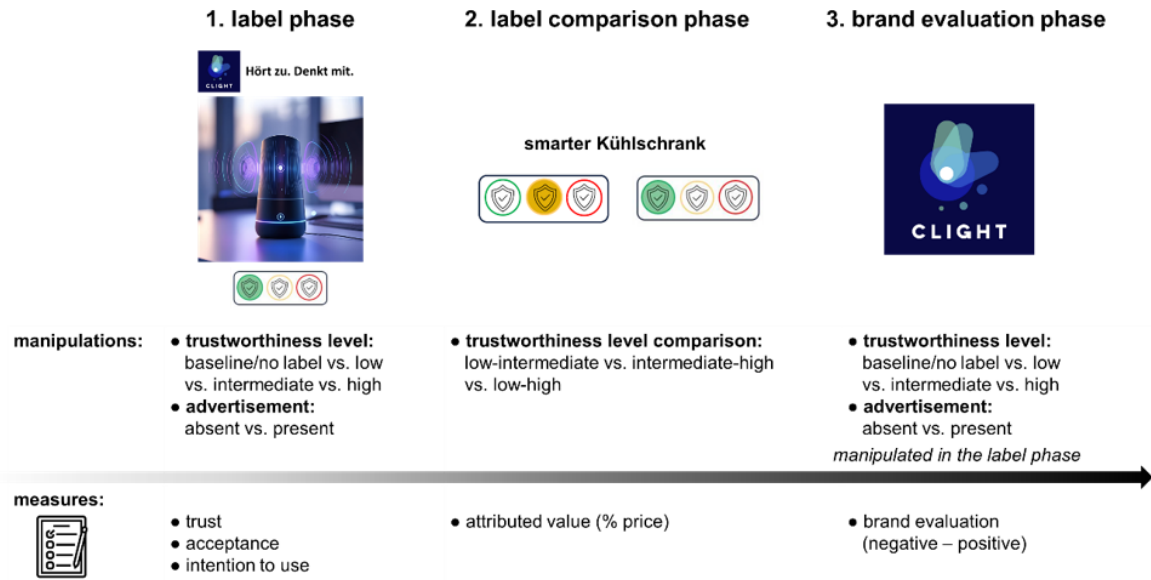 1. label phase
2. label comparison phase
3. brand evaluation phase
CLIGHT
Hört zu. Denkt mit.
smarter Kühlschrank
CLIGHT
manipulations:
● trustworthiness level:
baseline/no label vs. low
vs. intermediate vs. high
● advertisement:
absent vs. present
● trustworthiness level comparison:
low-intermediate vs. intermediate-high
vs. low-high
● trustworthiness level:
baseline/no label vs. low
vs. intermediate vs. high
● advertisement:
absent vs. present
manipulated in the label phase
measures:
● trust
● acceptance
● intention to use
● attributed value (% price)
● brand evaluation
(negative – positive)